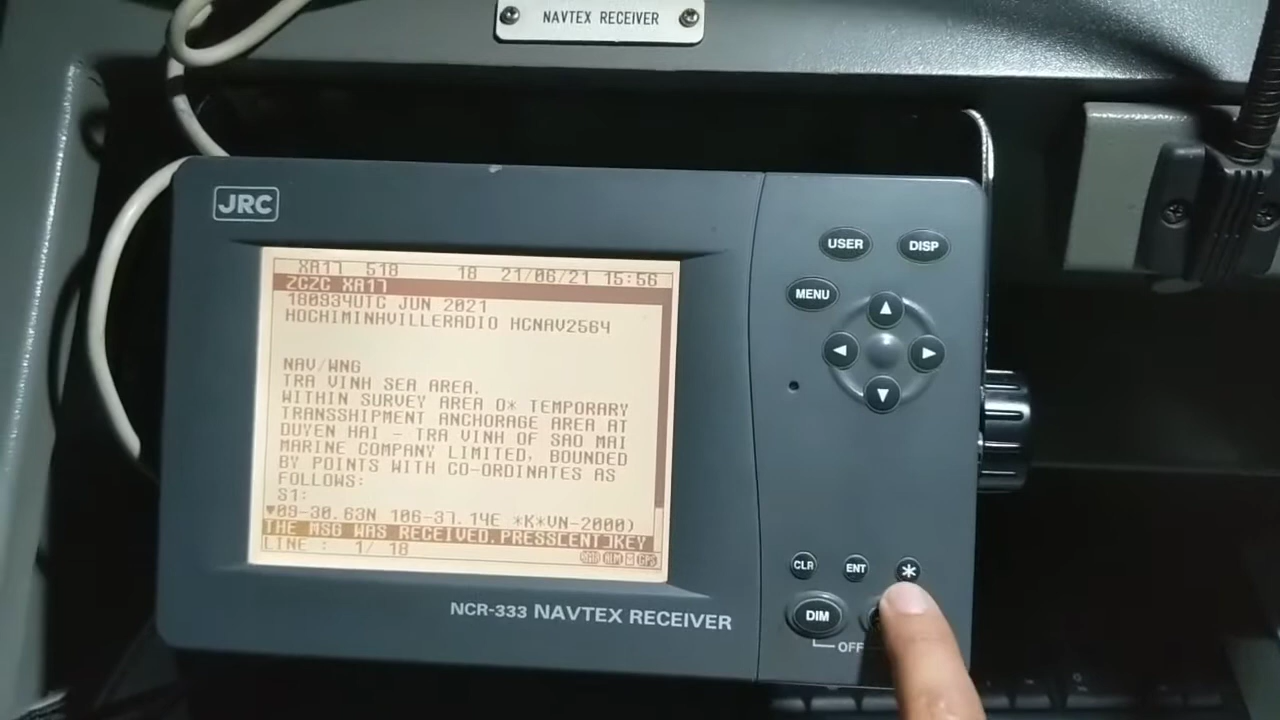 NAVTEX RECEIVER
JRC
USER
DISP
MENU
XA17 518 18 21/06/21 15:56
ZCZC XA17
180934UTC JUN 2021
HOCHIMINHVILLERADIO HCNAV2564
NAV/WNG
TRA VINH SEA AREA.
WITHIN SURVEY AREA O* TEMPORARY
TRANSSHIPMENT ANCHORAGE AREA AT
DUYEN HAI - TRA VINH OF SAO MAI
MARINE COMPANY LIMITED, BOUNDED
BY POINTS WITH CO-ORDINATES AS
FOLLOWS:
S1:
▼09-30.63N 106-37.14E *K*VN-2000)
THE MSG WAS RECEIVED.PRESS[ENT]KEY
LINE : 1/ 18
CLR
ENT
*
DIM
OFF
NCR-333 NAVTEX RECEIVER